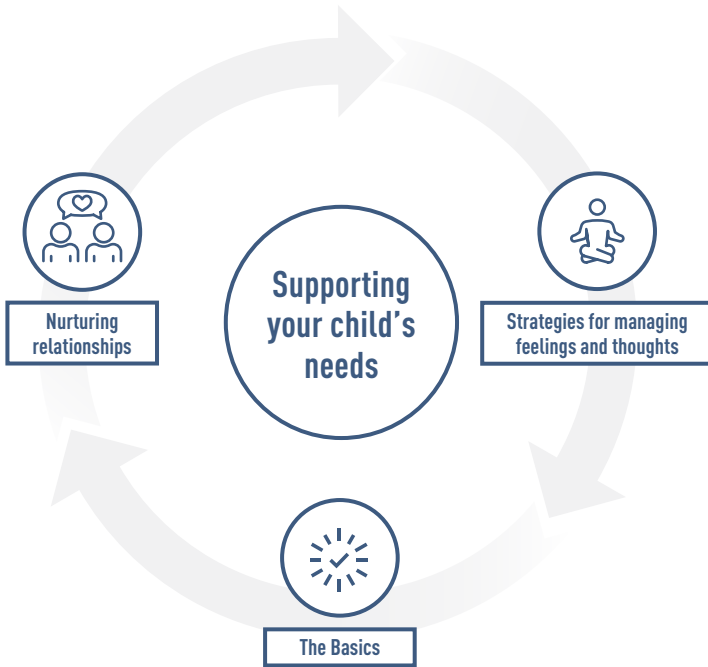 Supporting
your child's
needs
Nurturing
relationships
Strategies for managing
feelings and thoughts
The Basics